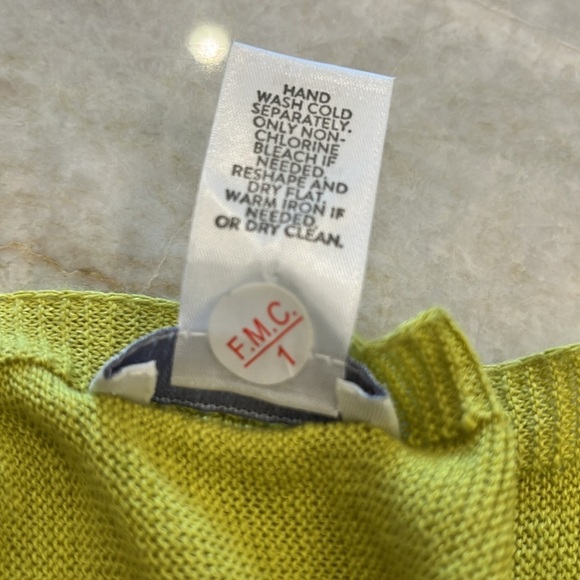 HAND
WASH COLD
SEPARATELY.
ONLY NON-
CHLORINE
BLEACH IF
NEEDED.
RESHAPE AND
DRY FLAT.
WARM IRON IF
NEEDED
OR DRY CLEAN.
F.M.C.
1